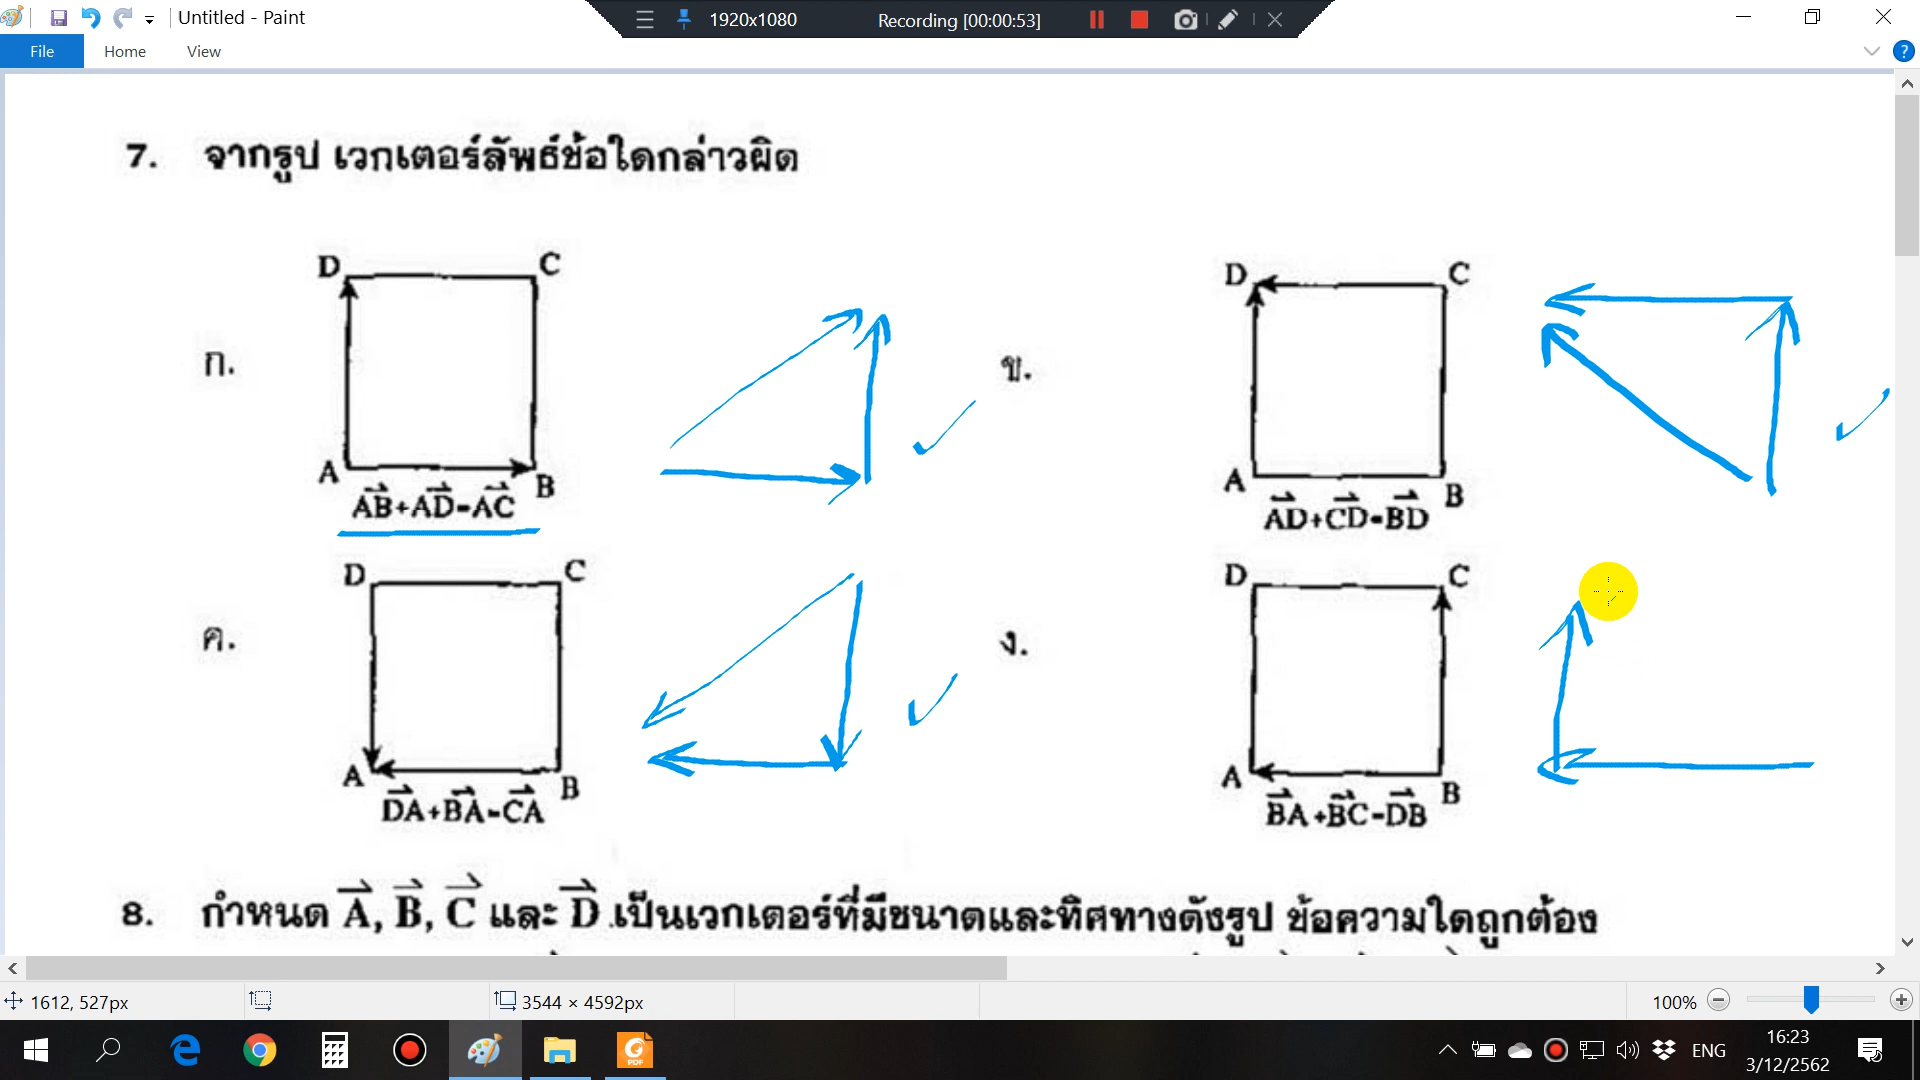 Untitled - Paint
1920x1080
Recording [00:00:53]
File
Home
View
7. จากรูป เวกเตอร์ลัพธ์ข้อใดกล่าวผิด
ก.
D
C
A
B
AB+AD=AC
ข.
D
C
A
B
AD+CD=BD
ค.
D
C
A
B
DA+BA=CA
ง.
D
C
A
B
BA+BC=DB
8. กำหนด A, B, C และ D เป็นเวกเตอร์ที่มีขนาดและทิศทางดังรูป ข้อความใดถูกต้อง
1612, 527px
3544 × 4592px
100%
PDF
ENG
16:23
3/12/2562